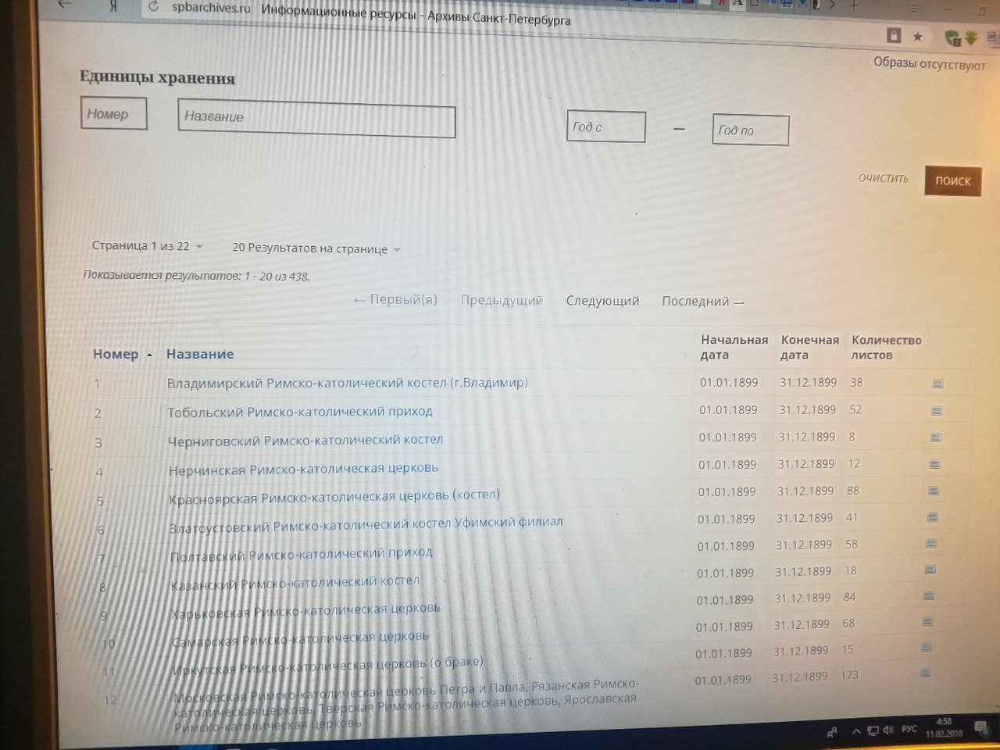 spbarchives.ru Информационные ресурсы - Архивы Санкт-Петербурга
Образы отсутствуют
Единицы хранения
Номер Название Год с — Год по
ОЧИСТИТЬ ПОИСК
Страница 1 из 22 20 Результатов на странице
Показывается результатов: 1 - 20 из 438.
← Первый(я) Предыдущий Следующий Последний →
Номер Название Начальная дата Конечная дата Количество листов
1 Владимирский Римско-католический костел (г.Владимир) 01.01.1899 31.12.1899 38
2 Тобольский Римско-католический приход 01.01.1899 31.12.1899 52
3 Черниговский Римско-католический костел 01.01.1899 31.12.1899 8
4 Нерчинская Римско-католическая церковь 01.01.1899 31.12.1899 12
5 Красноярская Римско-католическая церковь (костел) 01.01.1899 31.12.1899 88
6 Златоустовский Римско-католический костел Уфимский филиал 01.01.1899 31.12.1899 41
7 Полтавский Римско-католический приход 01.01.1899 31.12.1899 58
8 Казанский Римско-католический костел 01.01.1899 31.12.1899 18
9 Харьковская Римско-католическая церковь 01.01.1899 31.12.1899 84
10 Самарская Римско-католическая церковь 01.01.1899 31.12.1899 68
11 Иркутская Римско-католическая церковь (о браке) 01.01.1899 31.12.1899 15
12 Московская Римско-католическая церковь Петра и Павла, Рязанская Римско- 01.01.1899 31.12.1899 173
католическая церковь, Тверская Римско-католическая церковь, Ярославская
Римско-католическая церковь
РУС 4:58
11.02.2018